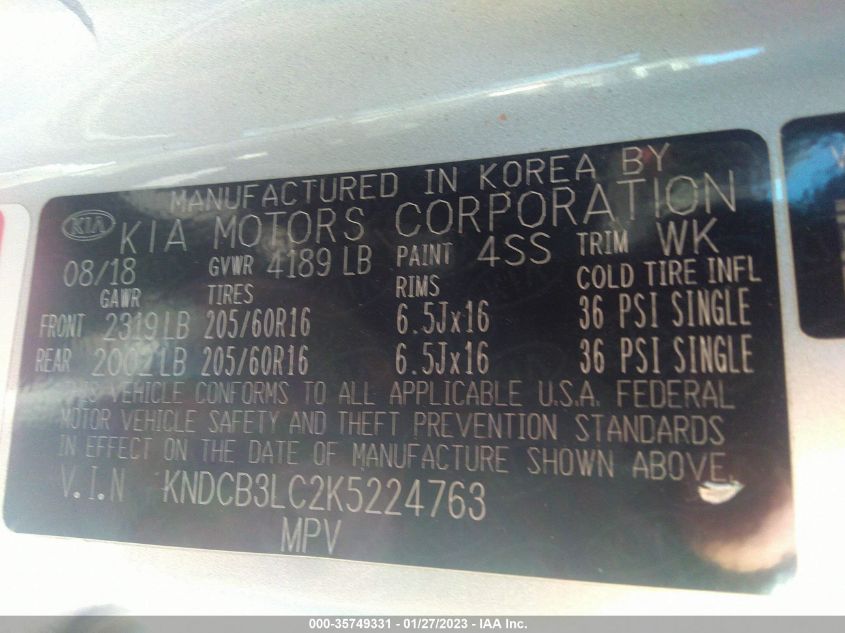 MANUFACTURED IN KOREA BY
KIA KIA MOTORS CORPORATION
08/18 GVWR 4189 LB PAINT 4SS TRIM WK
GAWR TIRES RIMS COLD TIRE INFL
FRONT 2319 LB 205/60R16 6.5Jx16 36 PSI SINGLE
REAR 2002 LB 205/60R16 6.5Jx16 36 PSI SINGLE
THIS VEHICLE CONFORMS TO ALL APPLICABLE U.S.A. FEDERAL
MOTOR VEHICLE SAFETY AND THEFT PREVENTION STANDARDS
IN EFFECT ON THE DATE OF MANUFACTURE SHOWN ABOVE.
V.I.N KNDCB3LC2K5224763
MPV
000-35749331 - 01/27/2023 - IAA Inc.